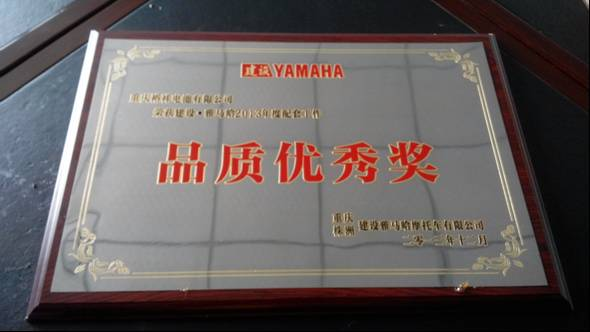 建设 YAMAHA
重庆 电池有限公司
荣获建设·雅马哈2013年度配套工作
品质优秀奖
重庆 株洲 建设雅马哈摩托车有限公司
二零一三年十二月